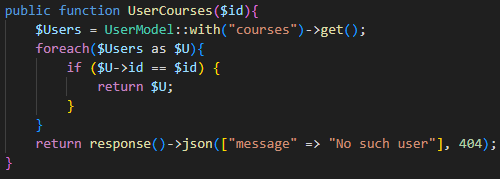 public function UserCourses($id){
    $Users = UserModel::with("courses")->get();
    foreach($Users as $U){
        if ($U->id == $id) {
            return $U;
        }
    }
    return response()->json(["message" => "No such user"], 404);
}